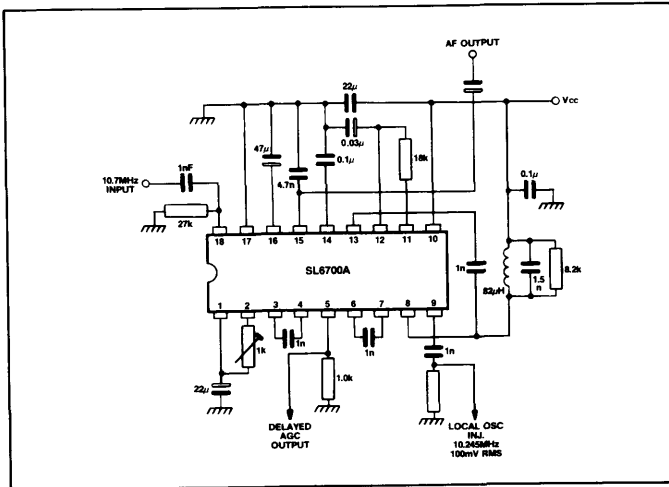 AF OUTPUT
22µ
Vcc
47µ
0.03µ
18k
10.7MHz
INPUT
1nF
4.7n
0.1µ
0.1µ
27k
18 17 16 15 14 13 12 11 10
SL6700A
1n
82µH
1.5
n
8.2k
1 2 3 4 5 6 7 8 9
1k
1n
1n
1n
22µ
1.0k
DELAYED
AGC
OUTPUT
LOCAL OSC
INJ.
10.245MHz
100mV RMS